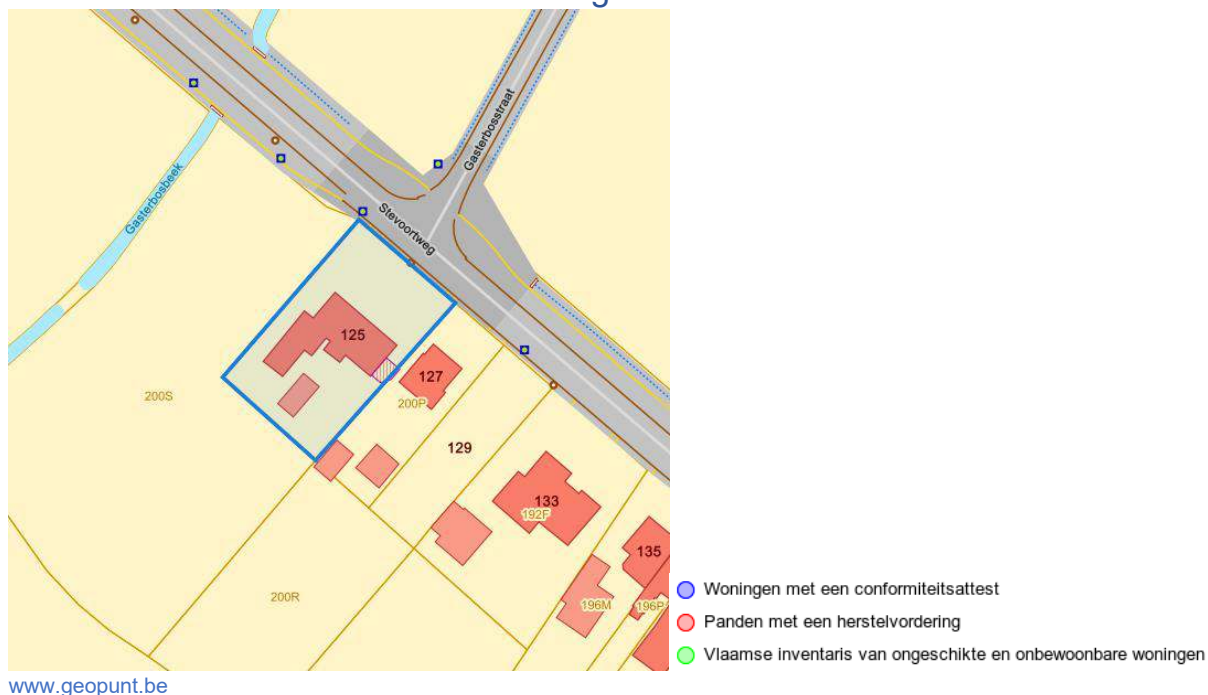 Gasterbosstraat
Gasterbosbeek
Stevoortweg
125
127
200S
200P
129
133
192F
135
200R
196M
196P
Woningen met een conformiteitsattest
Panden met een herstelvordering
Vlaamse inventaris van ongeschikte en onbewoonbare woningen
www.geopunt.be